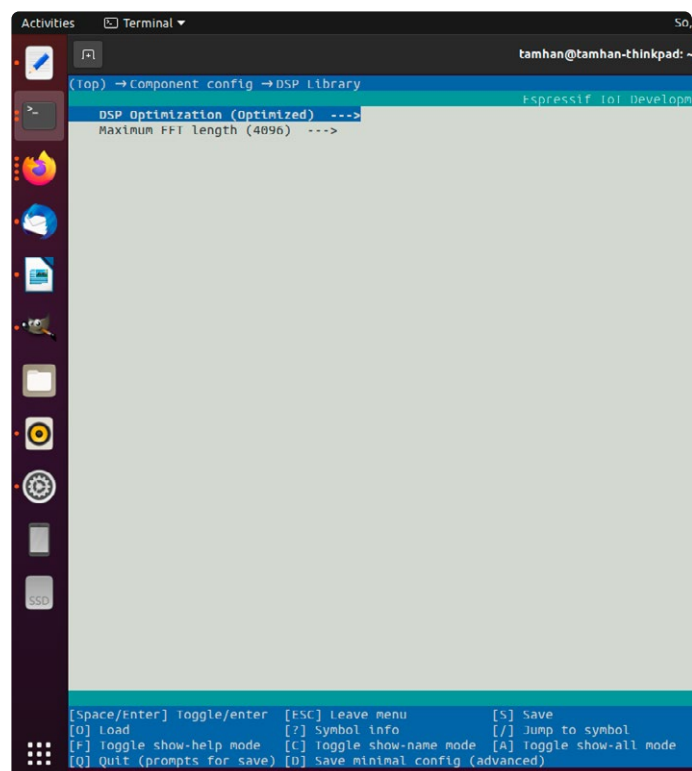 Activities Terminal So,
tamhan@tamhan-thinkpad: ~
(Top) → Component config → DSP Library
Espressif IoT Developm
DSP Optimization (Optimized) --->
Maximum FFT length (4096) --->
SSD
[Space/Enter] Toggle/enter [ESC] Leave menu [S] Save
[O] Load [?] Symbol info [/] Jump to symbol
[F] Toggle show-help mode [C] Toggle show-name mode [A] Toggle show-all mode
[Q] Quit (prompts for save) [D] Save minimal config (advanced)